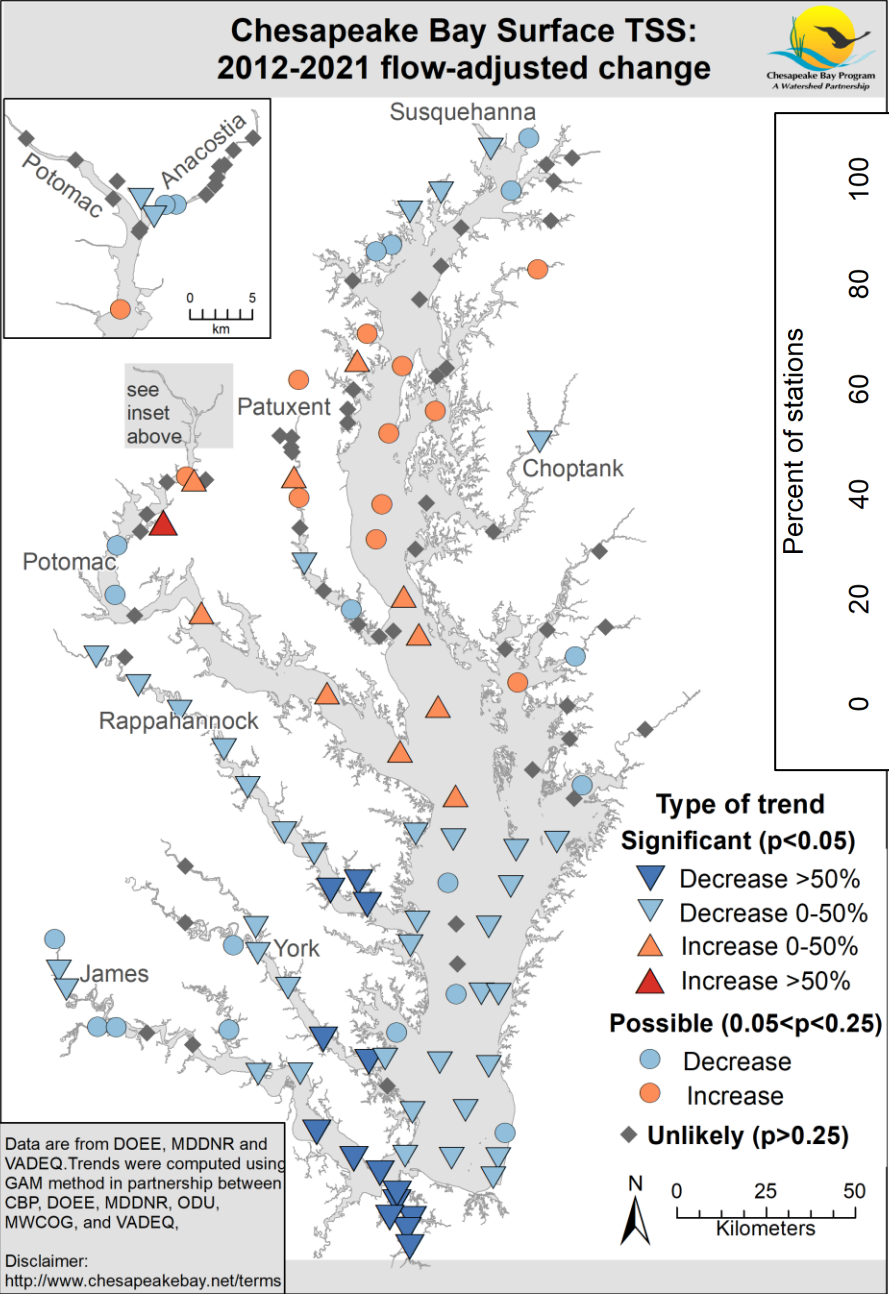 Chesapeake Bay Surface TSS:
2012-2021 flow-adjusted change
Chesapeake Bay Program
A Watershed Partnership
Susquehanna
Potomac
Anacostia
0 5
km
see
inset
above
Patuxent
Choptank
Potomac
Rappahannock
York
James
Percent of stations
100
80
60
40
20
0
Type of trend
Significant (p<0.05)
Decrease >50%
Decrease 0-50%
Increase 0-50%
Increase >50%
Possible (0.05<p<0.25)
Decrease
Increase
Unlikely (p>0.25)
N
0 25 50
Kilometers
Data are from DOEE, MDDNR and
VADEQ.Trends were computed using
GAM method in partnership between
CBP, DOEE, MDDNR, ODU,
MWCOG, and VADEQ,
Disclaimer:
http://www.chesapeakebay.net/terms